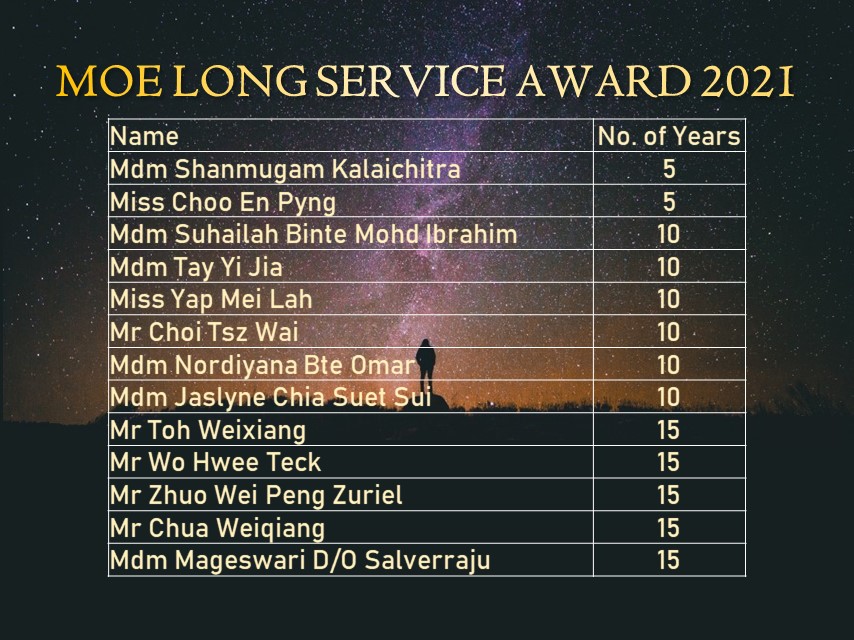 MOE LONG SERVICE AWARD 2021
Name No. of Years
Mdm Shanmugam Kalaichitra 5
Miss Choo En Pyng 5
Mdm Suhailah Binte Mohd Ibrahim 10
Mdm Tay Yi Jia 10
Miss Yap Mei Lah 10
Mr Choi Tsz Wai 10
Mdm Nordiyana Bte Omar 10
Mdm Jaslyne Chia Suet Sui 10
Mr Toh Weixiang 15
Mr Wo Hwee Teck 15
Mr Zhuo Wei Peng Zuriel 15
Mr Chua Weiqiang 15
Mdm Mageswari D/O Salverraju 15